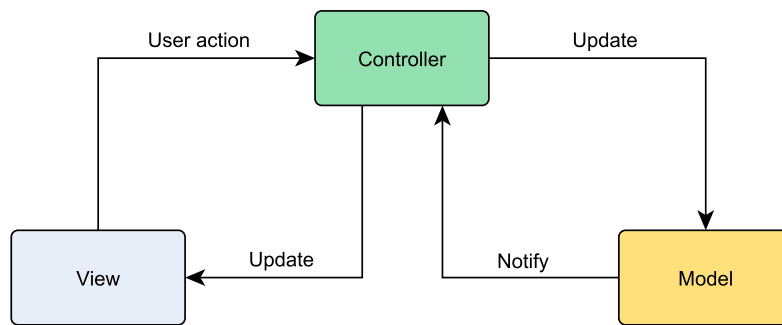 User action
Controller
Update
View
Update
Notify
Model